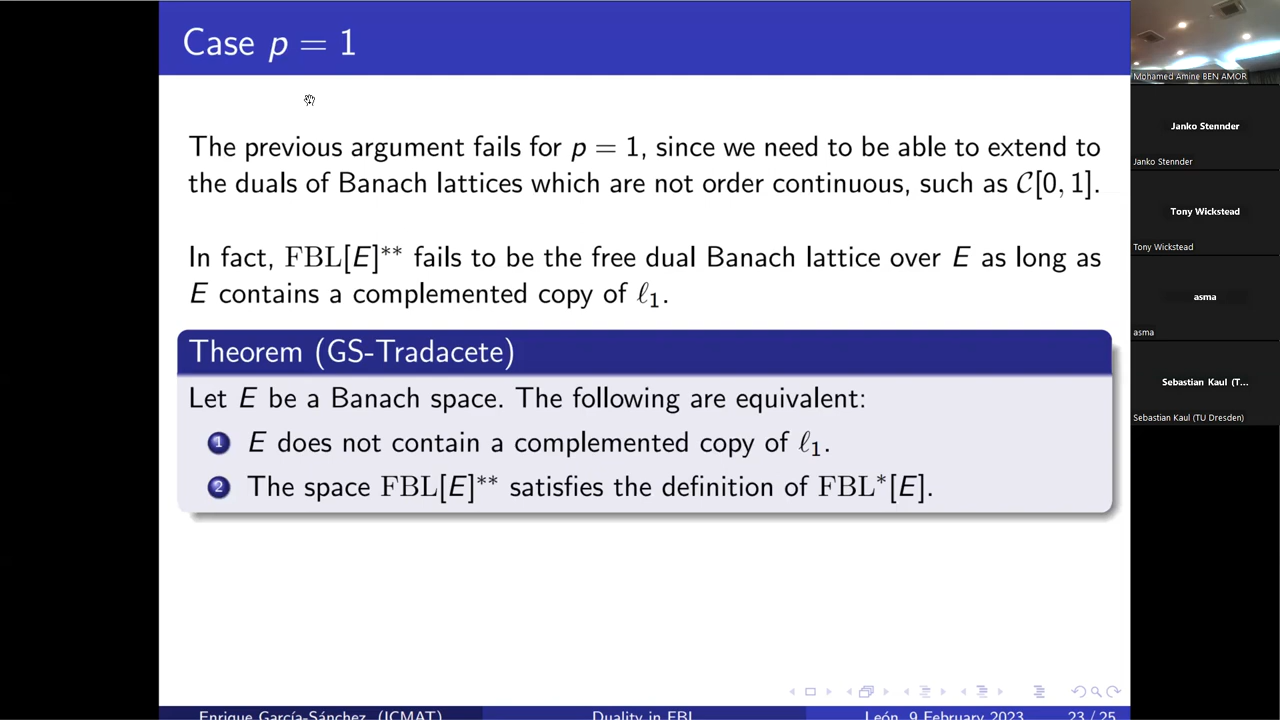 Case p = 1
The previous argument fails for p = 1, since we need to be able to extend to
the duals of Banach lattices which are not order continuous, such as 𝒞[0, 1].
In fact, FBL[E]** fails to be the free dual Banach lattice over E as long as
E contains a complemented copy of ℓ₁.
Theorem (GS-Tradacete)
Let E be a Banach space. The following are equivalent:
1 E does not contain a complemented copy of ℓ₁.
2 The space FBL[E]** satisfies the definition of FBL*[E].
Enrique García-Sánchez (ICMAT) Duality in FBL León, 9 February 2023 23 / 25
Mohamed Amine BEN AMOR
Janko Stennder
Janko Stennder
Tony Wickstead
Tony Wickstead
asma
asma
Sebastian Kaul (T...
Sebastian Kaul (TU Dresden)